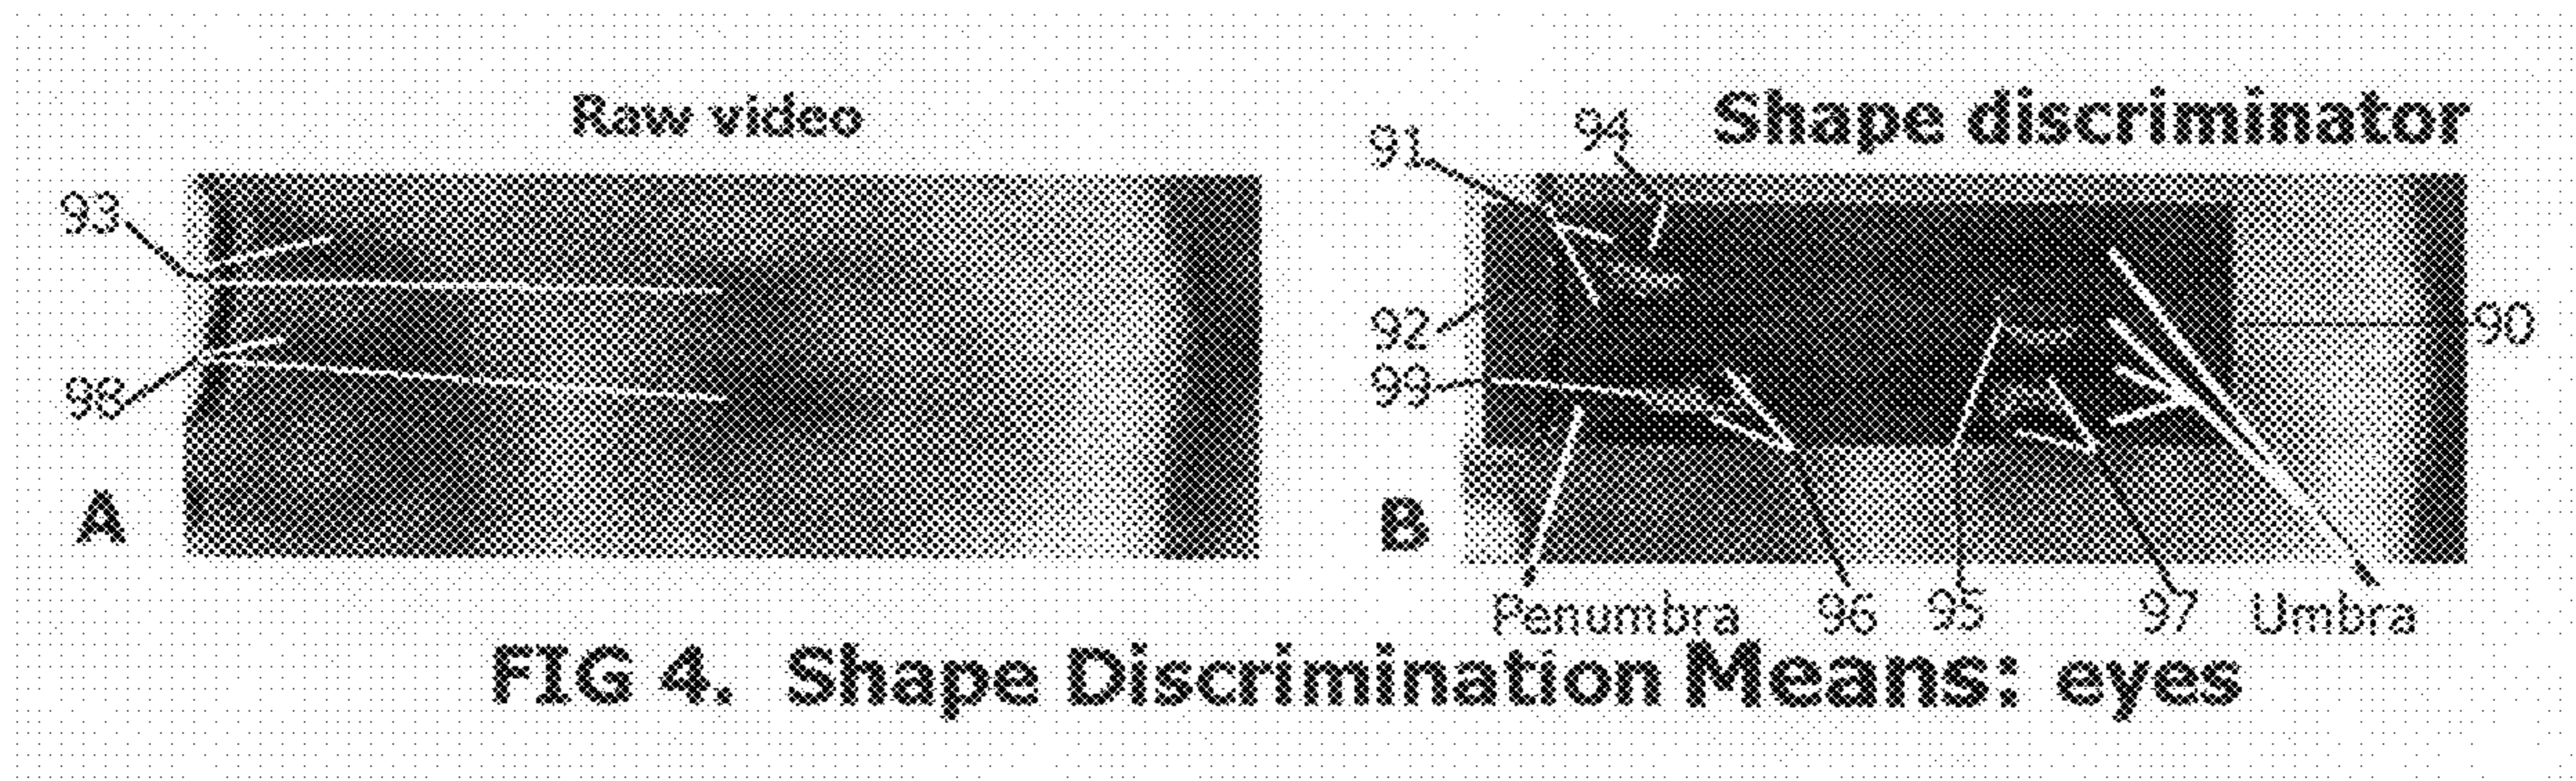 Raw video
Shape discriminator
91
94
93
92
90
99
98
A
B
Penumbra
96
95
97
Umbra
FIG 4. Shape Discrimination Means: eyes